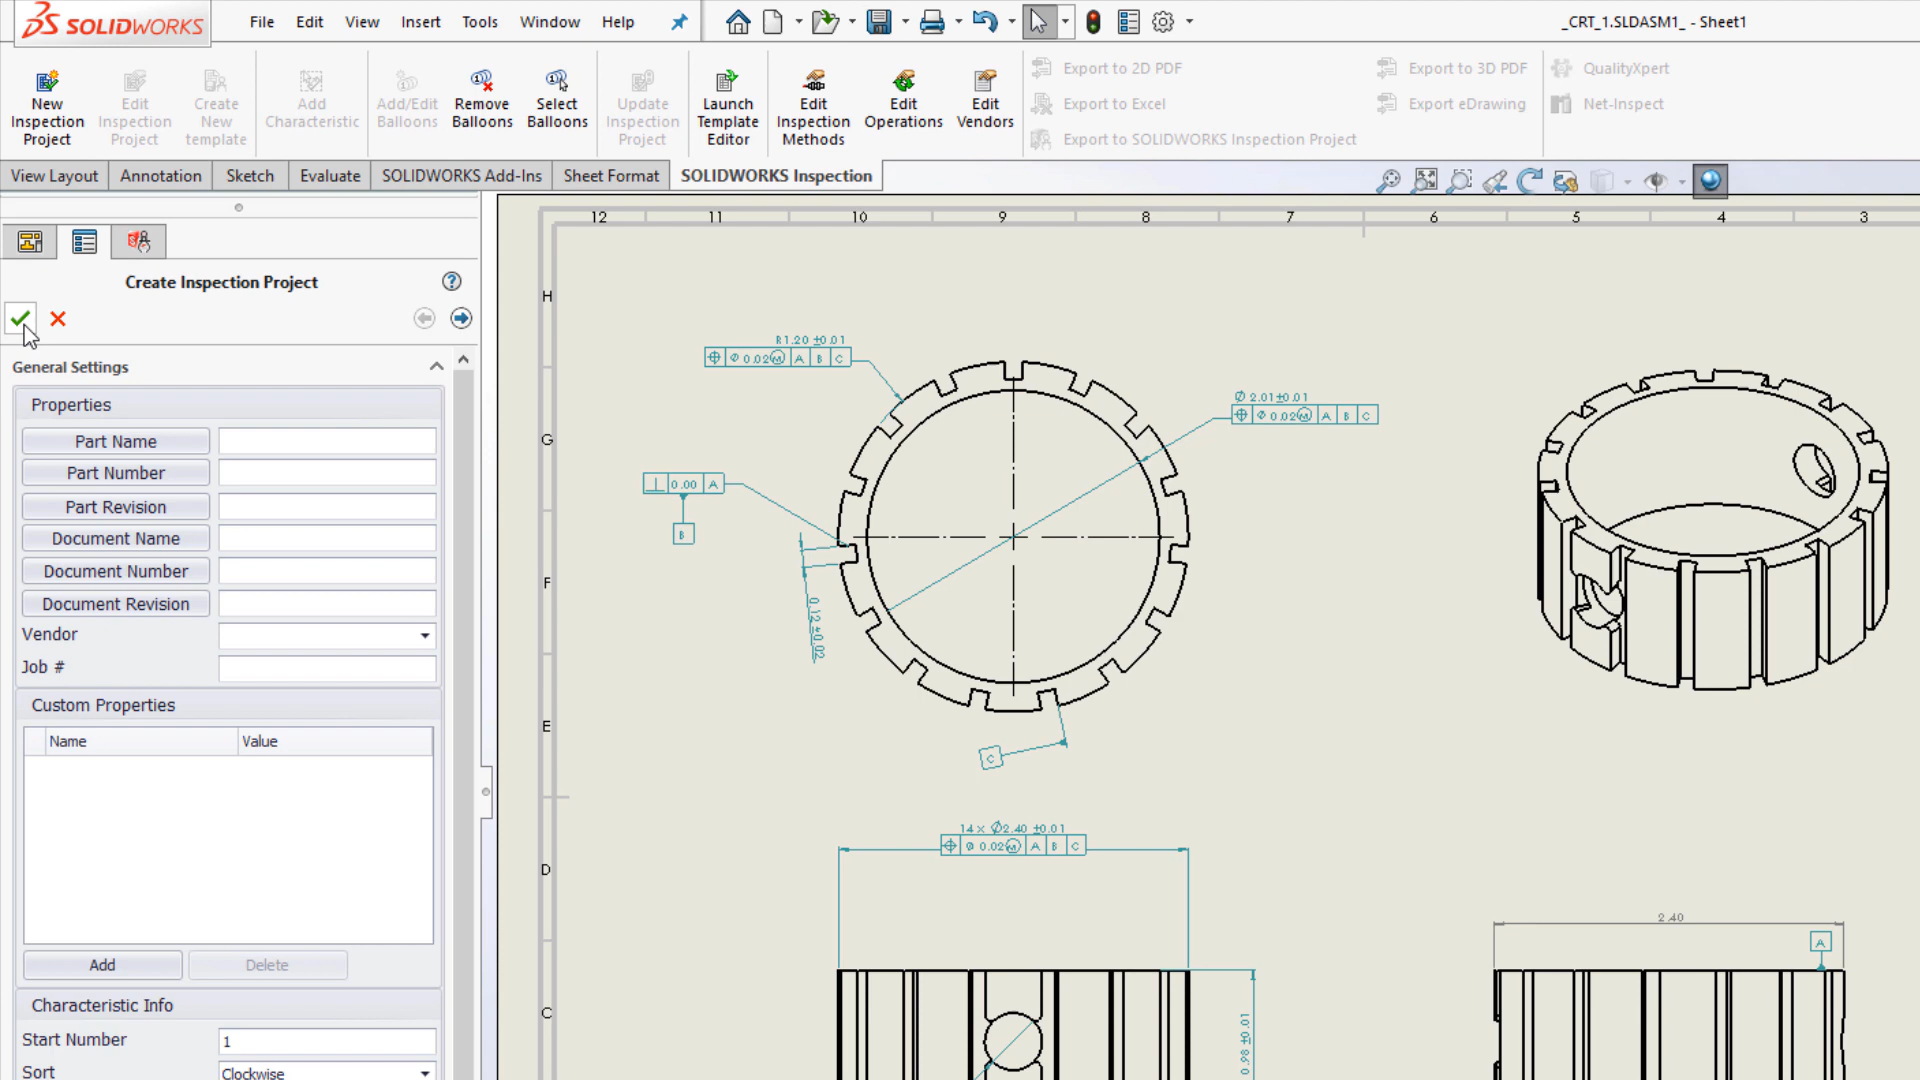 SOLIDWORKS
File Edit View Insert Tools Window Help
_CRT_1.SLDASM1_ - Sheet1
New Inspection Project
Edit Inspection Project
Create New template
Add Characteristic
Add/Edit Balloons
Remove Balloons
Select Balloons
Update Inspection Project
Launch Template Editor
Edit Inspection Methods
Edit Operations
Edit Vendors
Export to 2D PDF
Export to Excel
Export to SOLIDWORKS Inspection Project
Export to 3D PDF
Export eDrawing
QualityXpert
Net-Inspect
View Layout Annotation Sketch Evaluate SOLIDWORKS Add-Ins Sheet Format SOLIDWORKS Inspection
Create Inspection Project
General Settings
Properties
Part Name
Part Number
Part Revision
Document Name
Document Number
Document Revision
Vendor
Job #
Custom Properties
Name Value
Add Delete
Characteristic Info
Start Number 1
Sort Clockwise
12 11 10 9 8 7 6 5 4 3
H
G
F
E
D
C
R1.20 ±0.01
⌀ 0.02Ⓜ A B C
⌀ 2.01±0.01
⌀ 0.02Ⓜ A B C
⊥ 0.00 A
B
0.12±0.02
C
14x ⌀2.40 ±0.01
⌀ 0.02Ⓜ A B C
0.98 ±0.01
2.40
A